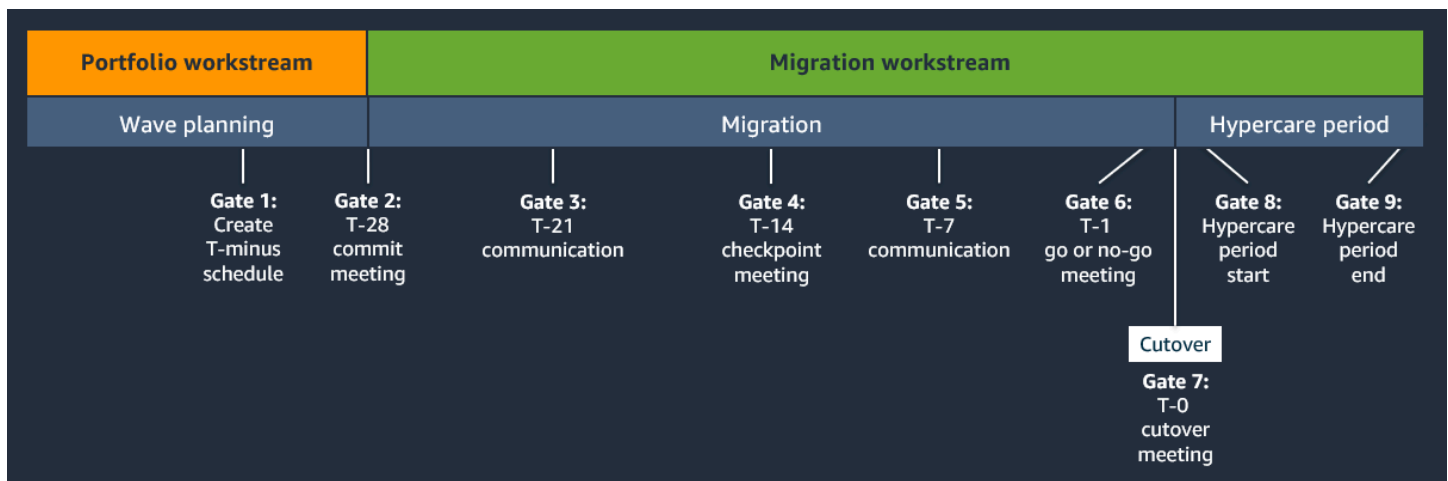 Portfolio workstream
Migration workstream
Wave planning
Migration
Hypercare period
Gate 1:
Create
T-minus
schedule
Gate 2:
T-28
commit
meeting
Gate 3:
T-21
communication
Gate 4:
T-14
checkpoint
meeting
Gate 5:
T-7
communication
Gate 6:
T-1
go or no-go
meeting
Gate 8:
Hypercare
period
start
Gate 9:
Hypercare
period
end
Cutover
Gate 7:
T-0
cutover
meeting